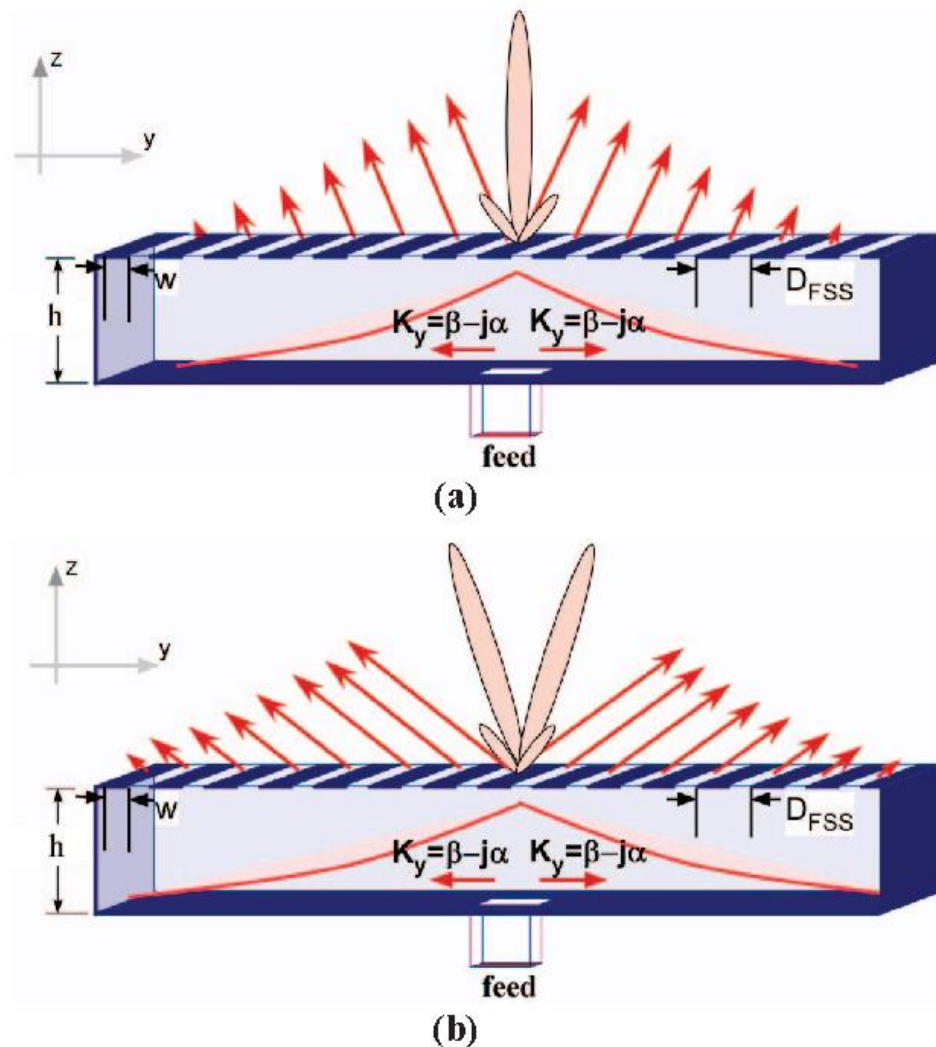 z
y
h
w
D_FSS
K_y=β-jα K_y=β-jα
feed
(a)
z
y
h
w
D_FSS
K_y=β-jα K_y=β-jα
feed
(b)